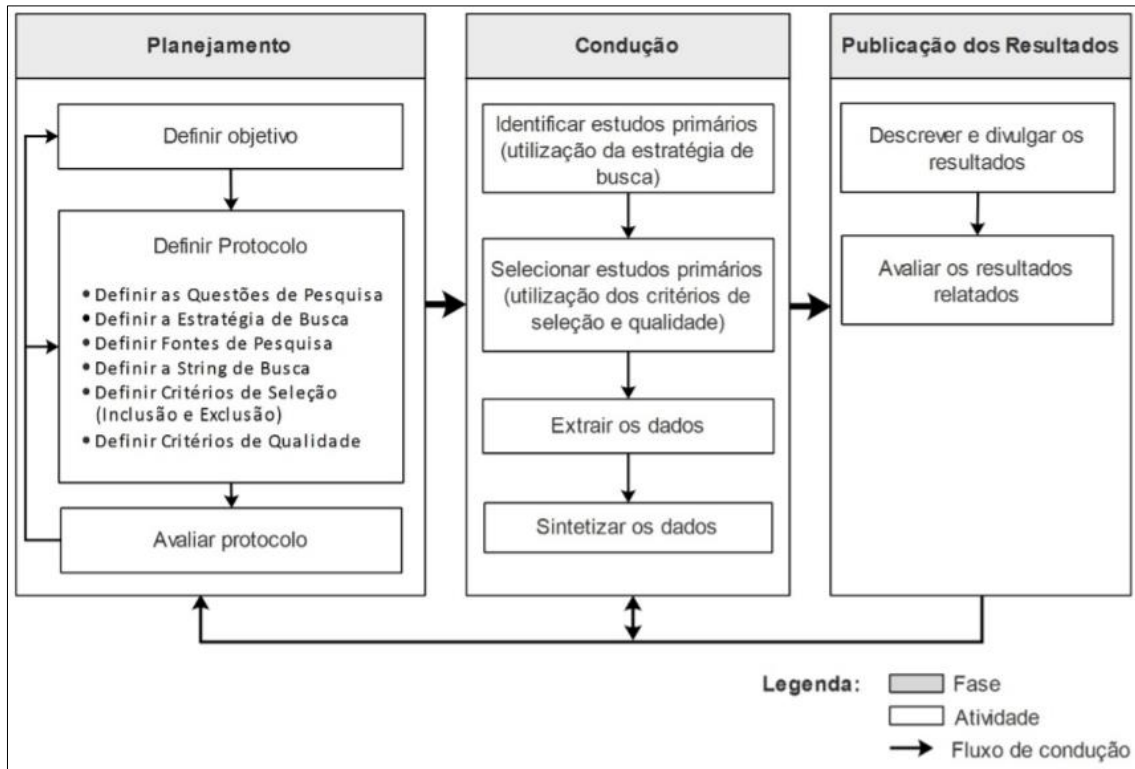 Planejamento
Definir objetivo
Definir Protocolo
• Definir as Questões de Pesquisa
• Definir a Estratégia de Busca
• Definir Fontes de Pesquisa
• Definir a String de Busca
• Definir Critérios de Seleção
(Inclusão e Exclusão)
• Definir Critérios de Qualidade
Avaliar protocolo
Condução
Identificar estudos primários
(utilização da estratégia de
busca)
Selecionar estudos primários
(utilização dos critérios de
seleção e qualidade)
Extrair os dados
Sintetizar os dados
Publicação dos Resultados
Descrever e divulgar os
resultados
Avaliar os resultados
relatados
Legenda:
Fase
Atividade
Fluxo de condução